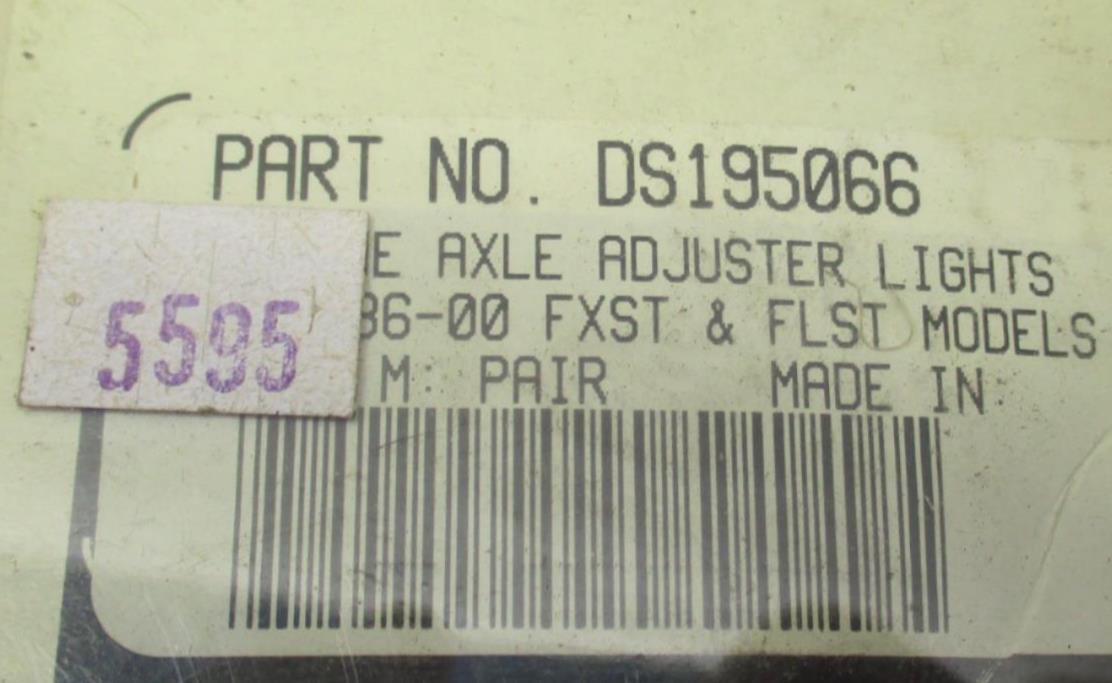 PART NO. DS195066
E AXLE ADJUSTER LIGHTS
86-00 FXST & FLST MODELS
M: PAIR MADE IN:
5595